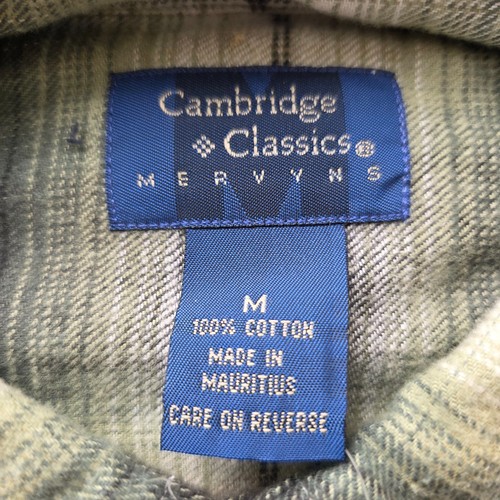 Cambridge
Classics®
MERVYNS
M
100% COTTON
MADE IN
MAURITIUS
CARE ON REVERSE